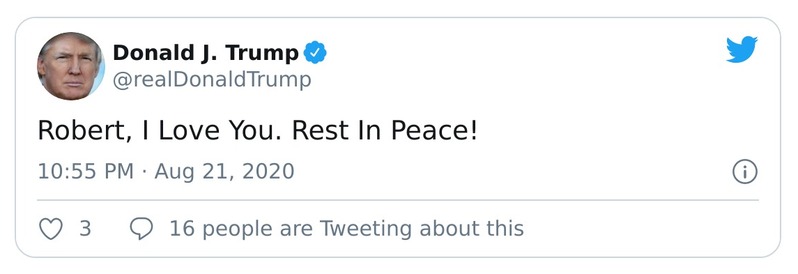 Donald J. Trump
@realDonaldTrump
Robert, I Love You. Rest In Peace!
10:55 PM · Aug 21, 2020
3 16 people are Tweeting about this